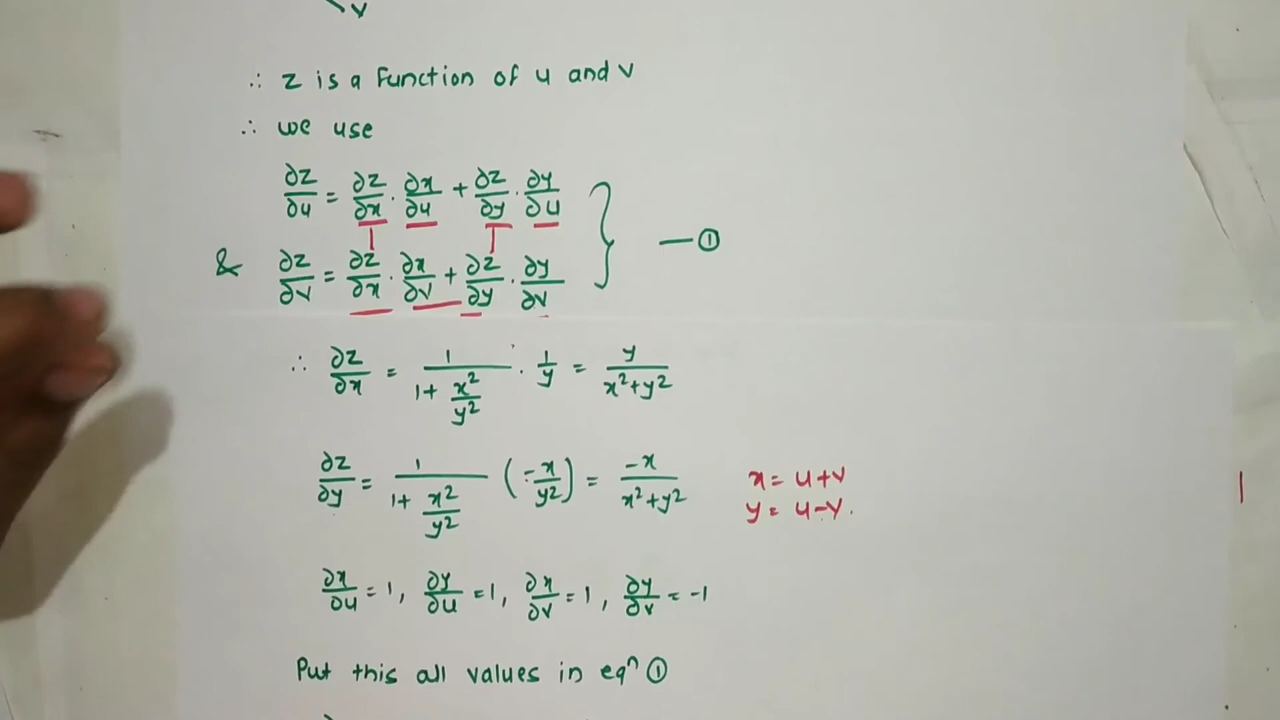 v
∴ z is a function of u and v
∴ we use
∂z/∂u = ∂z/∂x · ∂x/∂u + ∂z/∂y · ∂y/∂u
& ∂z/∂v = ∂z/∂x · ∂x/∂v + ∂z/∂y · ∂y/∂v } — ①
∴ ∂z/∂x = 1/(1+ x²/y²) · 1/y = y/(x²+y²)
∂z/∂y = 1/(1+ x²/y²) (-x/y²) = -x/(x²+y²)
x = u+v
y = u-v.
∂x/∂u = 1, ∂y/∂u = 1, ∂x/∂v = 1, ∂y/∂v = -1
Put this all values in eqⁿ ①